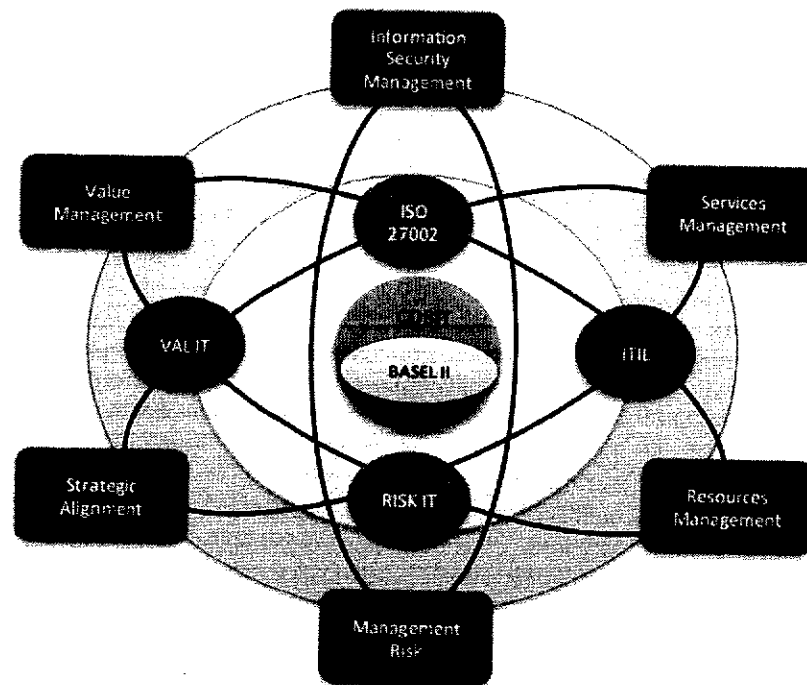 Information
Security
Management
Value
Management
ISO
27002
Services
Management
VAL IT
BASEL II
ITIL
Strategic
Alignment
RISK IT
Resources
Management
Management
Risk